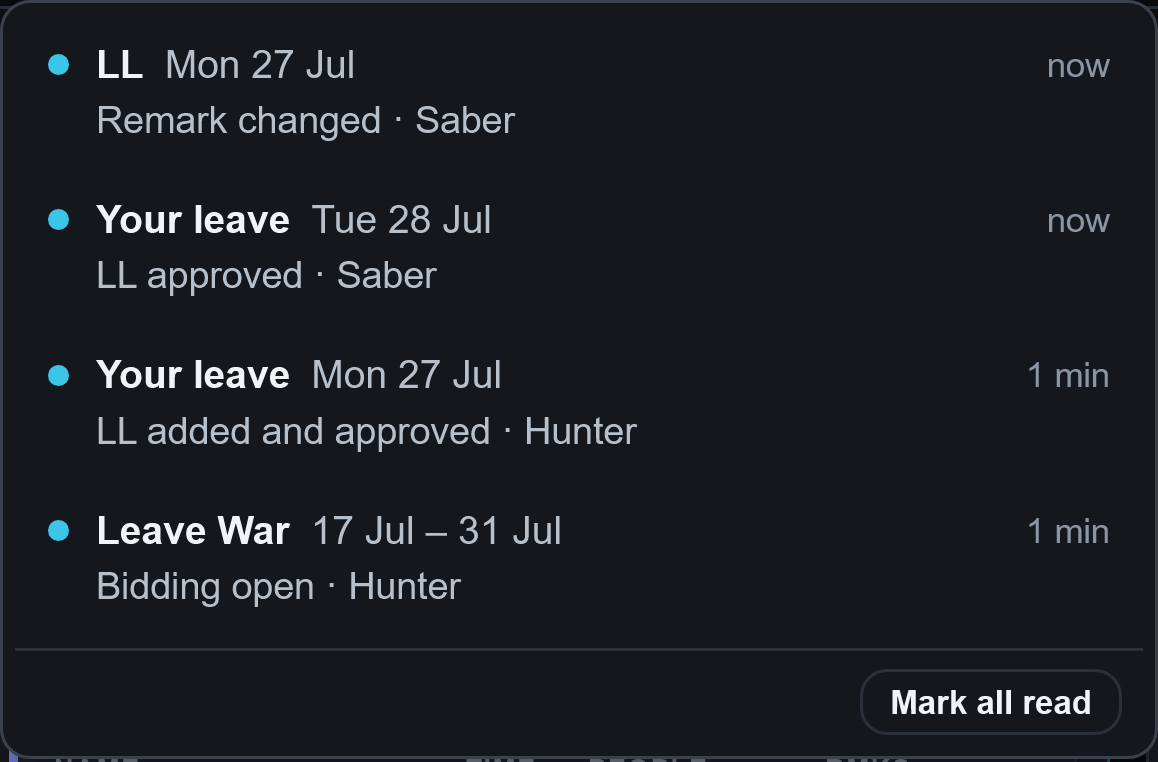 LL Mon 27 Jul now
Remark changed · Saber
Your leave Tue 28 Jul now
LL approved · Saber
Your leave Mon 27 Jul 1 min
LL added and approved · Hunter
Leave War 17 Jul – 31 Jul 1 min
Bidding open · Hunter
Mark all read